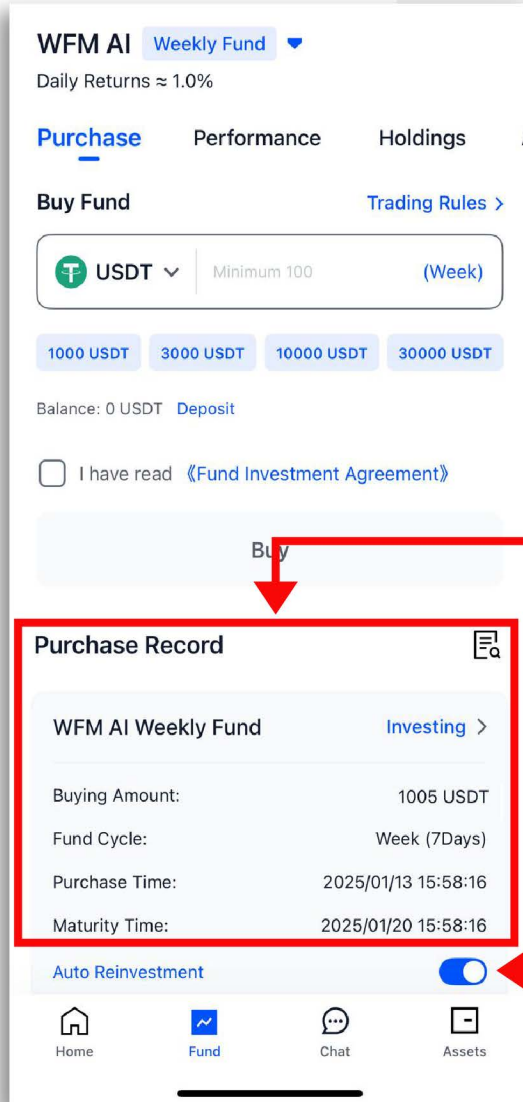 WFM AI Weekly Fund
Daily Returns ≈ 1.0%
Purchase Performance Holdings
Buy Fund Trading Rules >
USDT Minimum 100 (Week)
1000 USDT 3000 USDT 10000 USDT 30000 USDT
Balance: 0 USDT Deposit
I have read 《Fund Investment Agreement》
Buy
Purchase Record
WFM AI Weekly Fund Investing >
Buying Amount: 1005 USDT
Fund Cycle: Week (7Days)
Purchase Time: 2025/01/13 15:58:16
Maturity Time: 2025/01/20 15:58:16
Auto Reinvestment
Home Fund Chat Assets